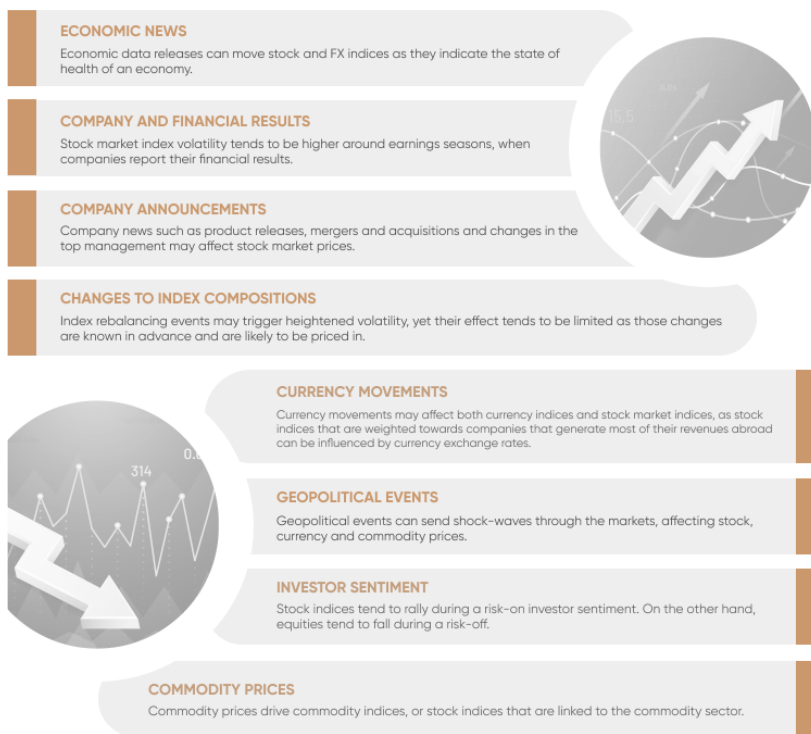 ECONOMIC NEWS
Economic data releases can move stock and FX indices as they indicate the state of
health of an economy.
COMPANY AND FINANCIAL RESULTS
Stock market index volatility tends to be higher around earnings seasons, when
companies report their financial results.
15,5
COMPANY ANNOUNCEMENTS
Company news such as product releases, mergers and acquisitions and changes in the
top management may affect stock market prices.
CHANGES TO INDEX COMPOSITIONS
Index rebalancing events may trigger heightened volatility, yet their effect tends to be limited as those changes
are known in advance and are likely to be priced in.
CURRENCY MOVEMENTS
Currency movements may affect both currency indices and stock market indices, as stock
indices that are weighted towards companies that generate most of their revenues abroad
can be influenced by currency exchange rates.
314
GEOPOLITICAL EVENTS
Geopolitical events can send shock-waves through the markets, affecting stock,
currency and commodity prices.
INVESTOR SENTIMENT
Stock indices tend to rally during a risk-on investor sentiment. On the other hand,
equities tend to fall during a risk-off.
COMMODITY PRICES
Commodity prices drive commodity indices, or stock indices that are linked to the commodity sector.